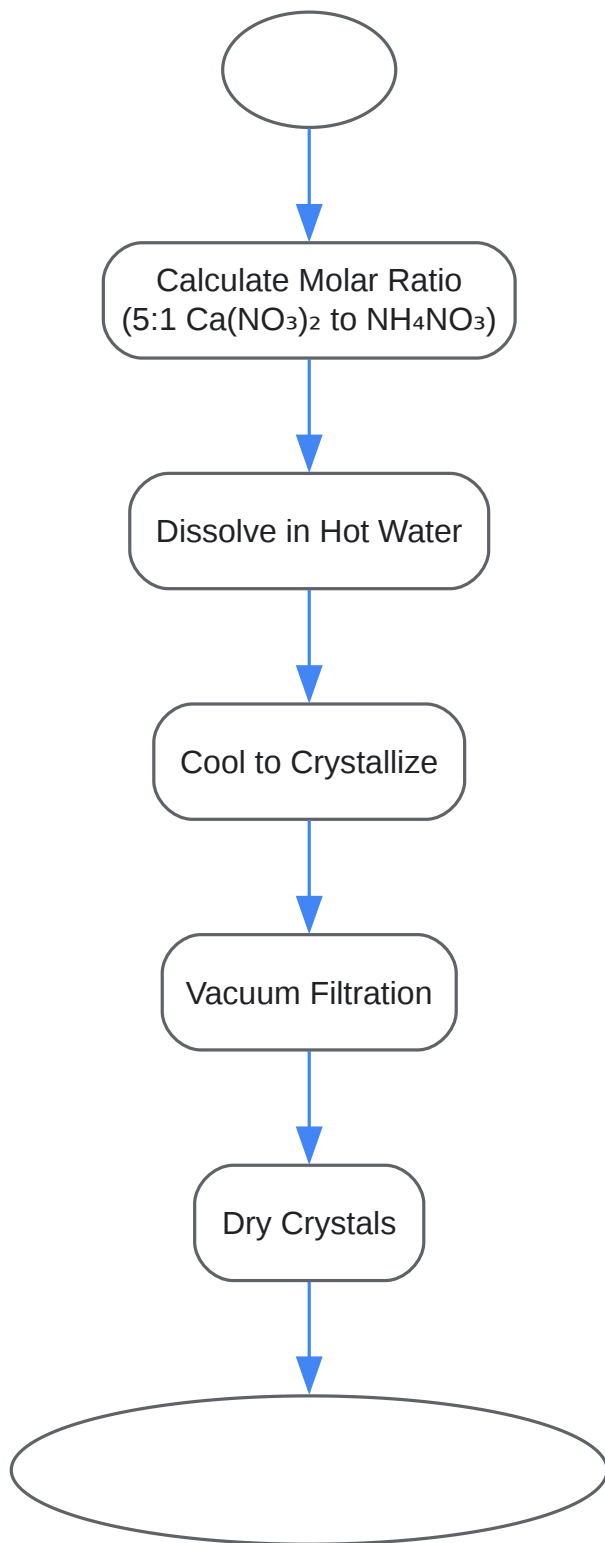 Calculate Molar Ratio
(5:1 Ca(NO₃)₂ to NH₄NO₃)
Dissolve in Hot Water
Cool to Crystallize
Vacuum Filtration
Dry Crystals